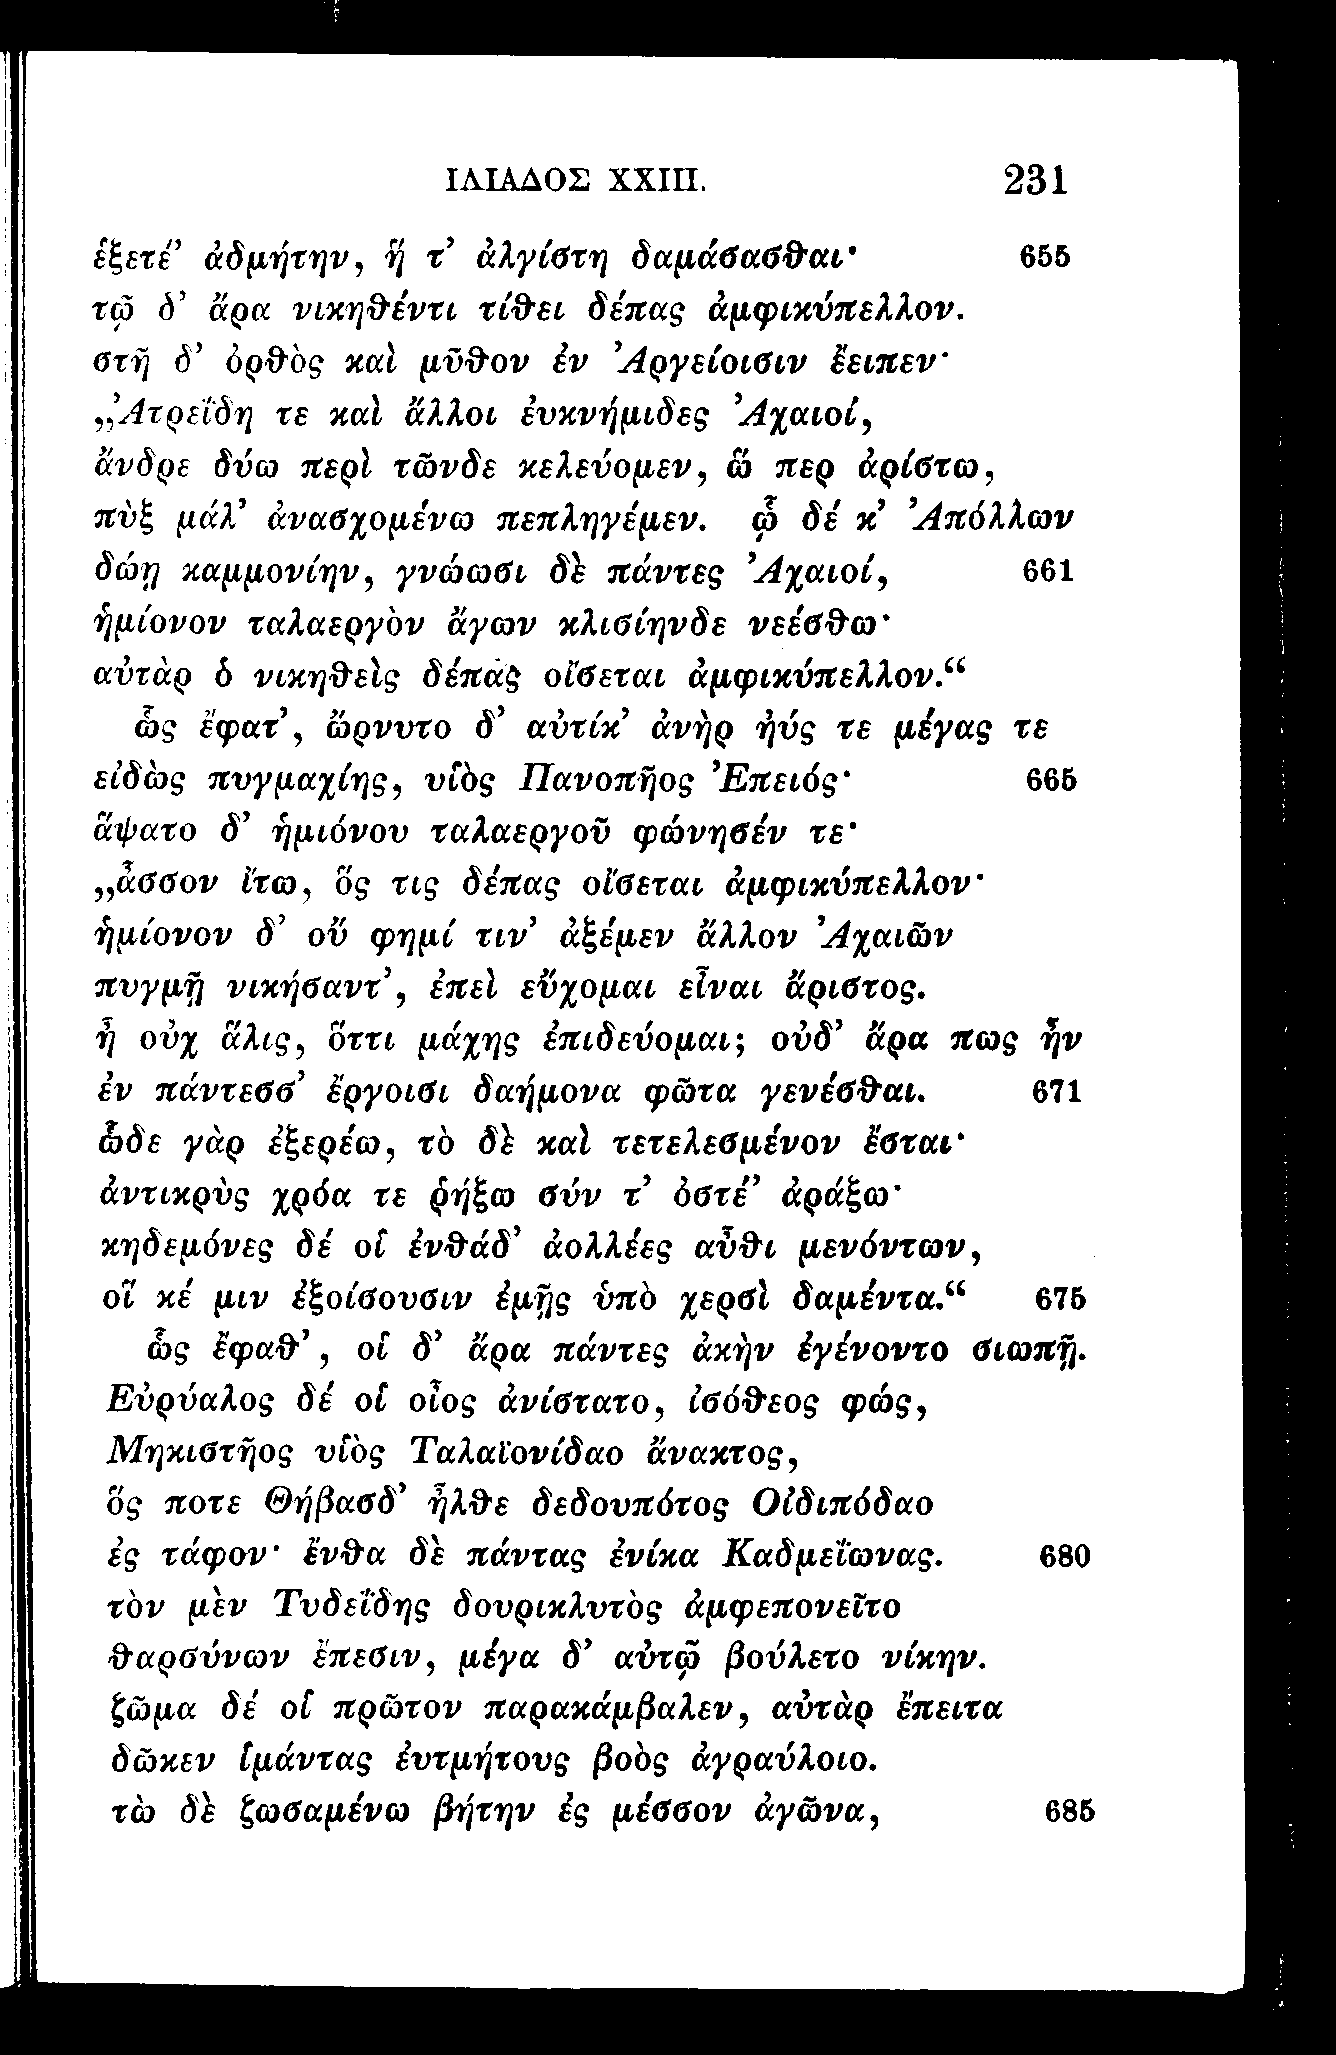 ΙΛΙΑΔΟΣ XXIII. 231
ἑξετέ’ ἀδμήτην, ἥ τ’ ἀλγίστη δαμάσασθαι· 655
τῷ δ’ ἄρα νικηθέντι τίθει δέπας ἀμφικύπελλον.
στῆ δ’ ὀρθὸς καὶ μῦθον ἐν Ἀργείοισιν ἔειπεν·
„Ἀτρεΐδη τε καὶ ἄλλοι ἐυκνήμιδες Ἀχαιοί,
ἄνδρε δύω περὶ τῶνδε κελεύομεν, ὥ περ ἀρίστω,
πὺξ μάλ’ ἀνασχομένω πεπληγέμεν. ᾧ δέ κ’ Ἀπόλλων
δώῃ καμμονίην, γνώωσι δὲ πάντες Ἀχαιοί, 661
ἡμίονον ταλαεργὸν ἄγων κλισίηνδε νεέσθω·
αὐτὰρ ὁ νικηθεὶς δέπας οἴσεται ἀμφικύπελλον.“
ὣς ἔφατ’, ὤρνυτο δ’ αὐτίκ’ ἀνὴρ ἠύς τε μέγας τε
εἰδὼς πυγμαχίης, υἱὸς Πανοπῆος Ἐπειός· 665
ἅψατο δ’ ἡμιόνου ταλαεργοῦ φώνησέν τε·
„ἆσσον ἴτω, ὅς τις δέπας οἴσεται ἀμφικύπελλον·
ἡμίονον δ’ οὔ φημί τιν’ ἀξέμεν ἄλλον Ἀχαιῶν
πυγμῇ νικήσαντ’, ἐπεὶ εὔχομαι εἶναι ἄριστος.
ἦ οὐχ ἅλις, ὅττι μάχης ἐπιδεύομαι; οὐδ’ ἄρα πως ἦν
ἐν πάντεσσ’ ἔργοισι δαήμονα φῶτα γενέσθαι. 671
ὧδε γὰρ ἐξερέω, τὸ δὲ καὶ τετελεσμένον ἔσται·
ἀντικρὺς χρόα τε ῥήξω σύν τ’ ὀστέ’ ἀράξω·
κηδεμόνες δέ οἱ ἐνθάδ’ ἀολλέες αὖθι μενόντων,
οἵ κέ μιν ἐξοίσουσιν ἐμῇς ὑπὸ χερσὶ δαμέντα.“ 675
ὣς ἔφαθ’, οἱ δ’ ἄρα πάντες ἀκὴν ἐγένοντο σιωπῇ.
Εὐρύαλος δέ οἱ οἶος ἀνίστατο, ἰσόθεος φώς,
Μηκιστῆος υἱὸς Ταλαϊονίδαο ἄνακτος,
ὅς ποτε Θήβασδ’ ἦλθε δεδουπότος Οἰδιπόδαο
ἐς τάφον· ἔνθα δὲ πάντας ἐνίκα Καδμεΐωνας. 680
τὸν μὲν Τυδεΐδης δουρικλυτὸς ἀμφεπονεῖτο
θαρσύνων ἔπεσιν, μέγα δ’ αὐτῷ βούλετο νίκην.
ζῶμα δέ οἱ πρῶτον παρακάμβαλεν, αὐτὰρ ἔπειτα
δῶκεν ἱμάντας ἐυτμήτους βοὸς ἀγραύλοιο.
τὼ δὲ ζωσαμένω βήτην ἐς μέσσον ἀγῶνα, 685